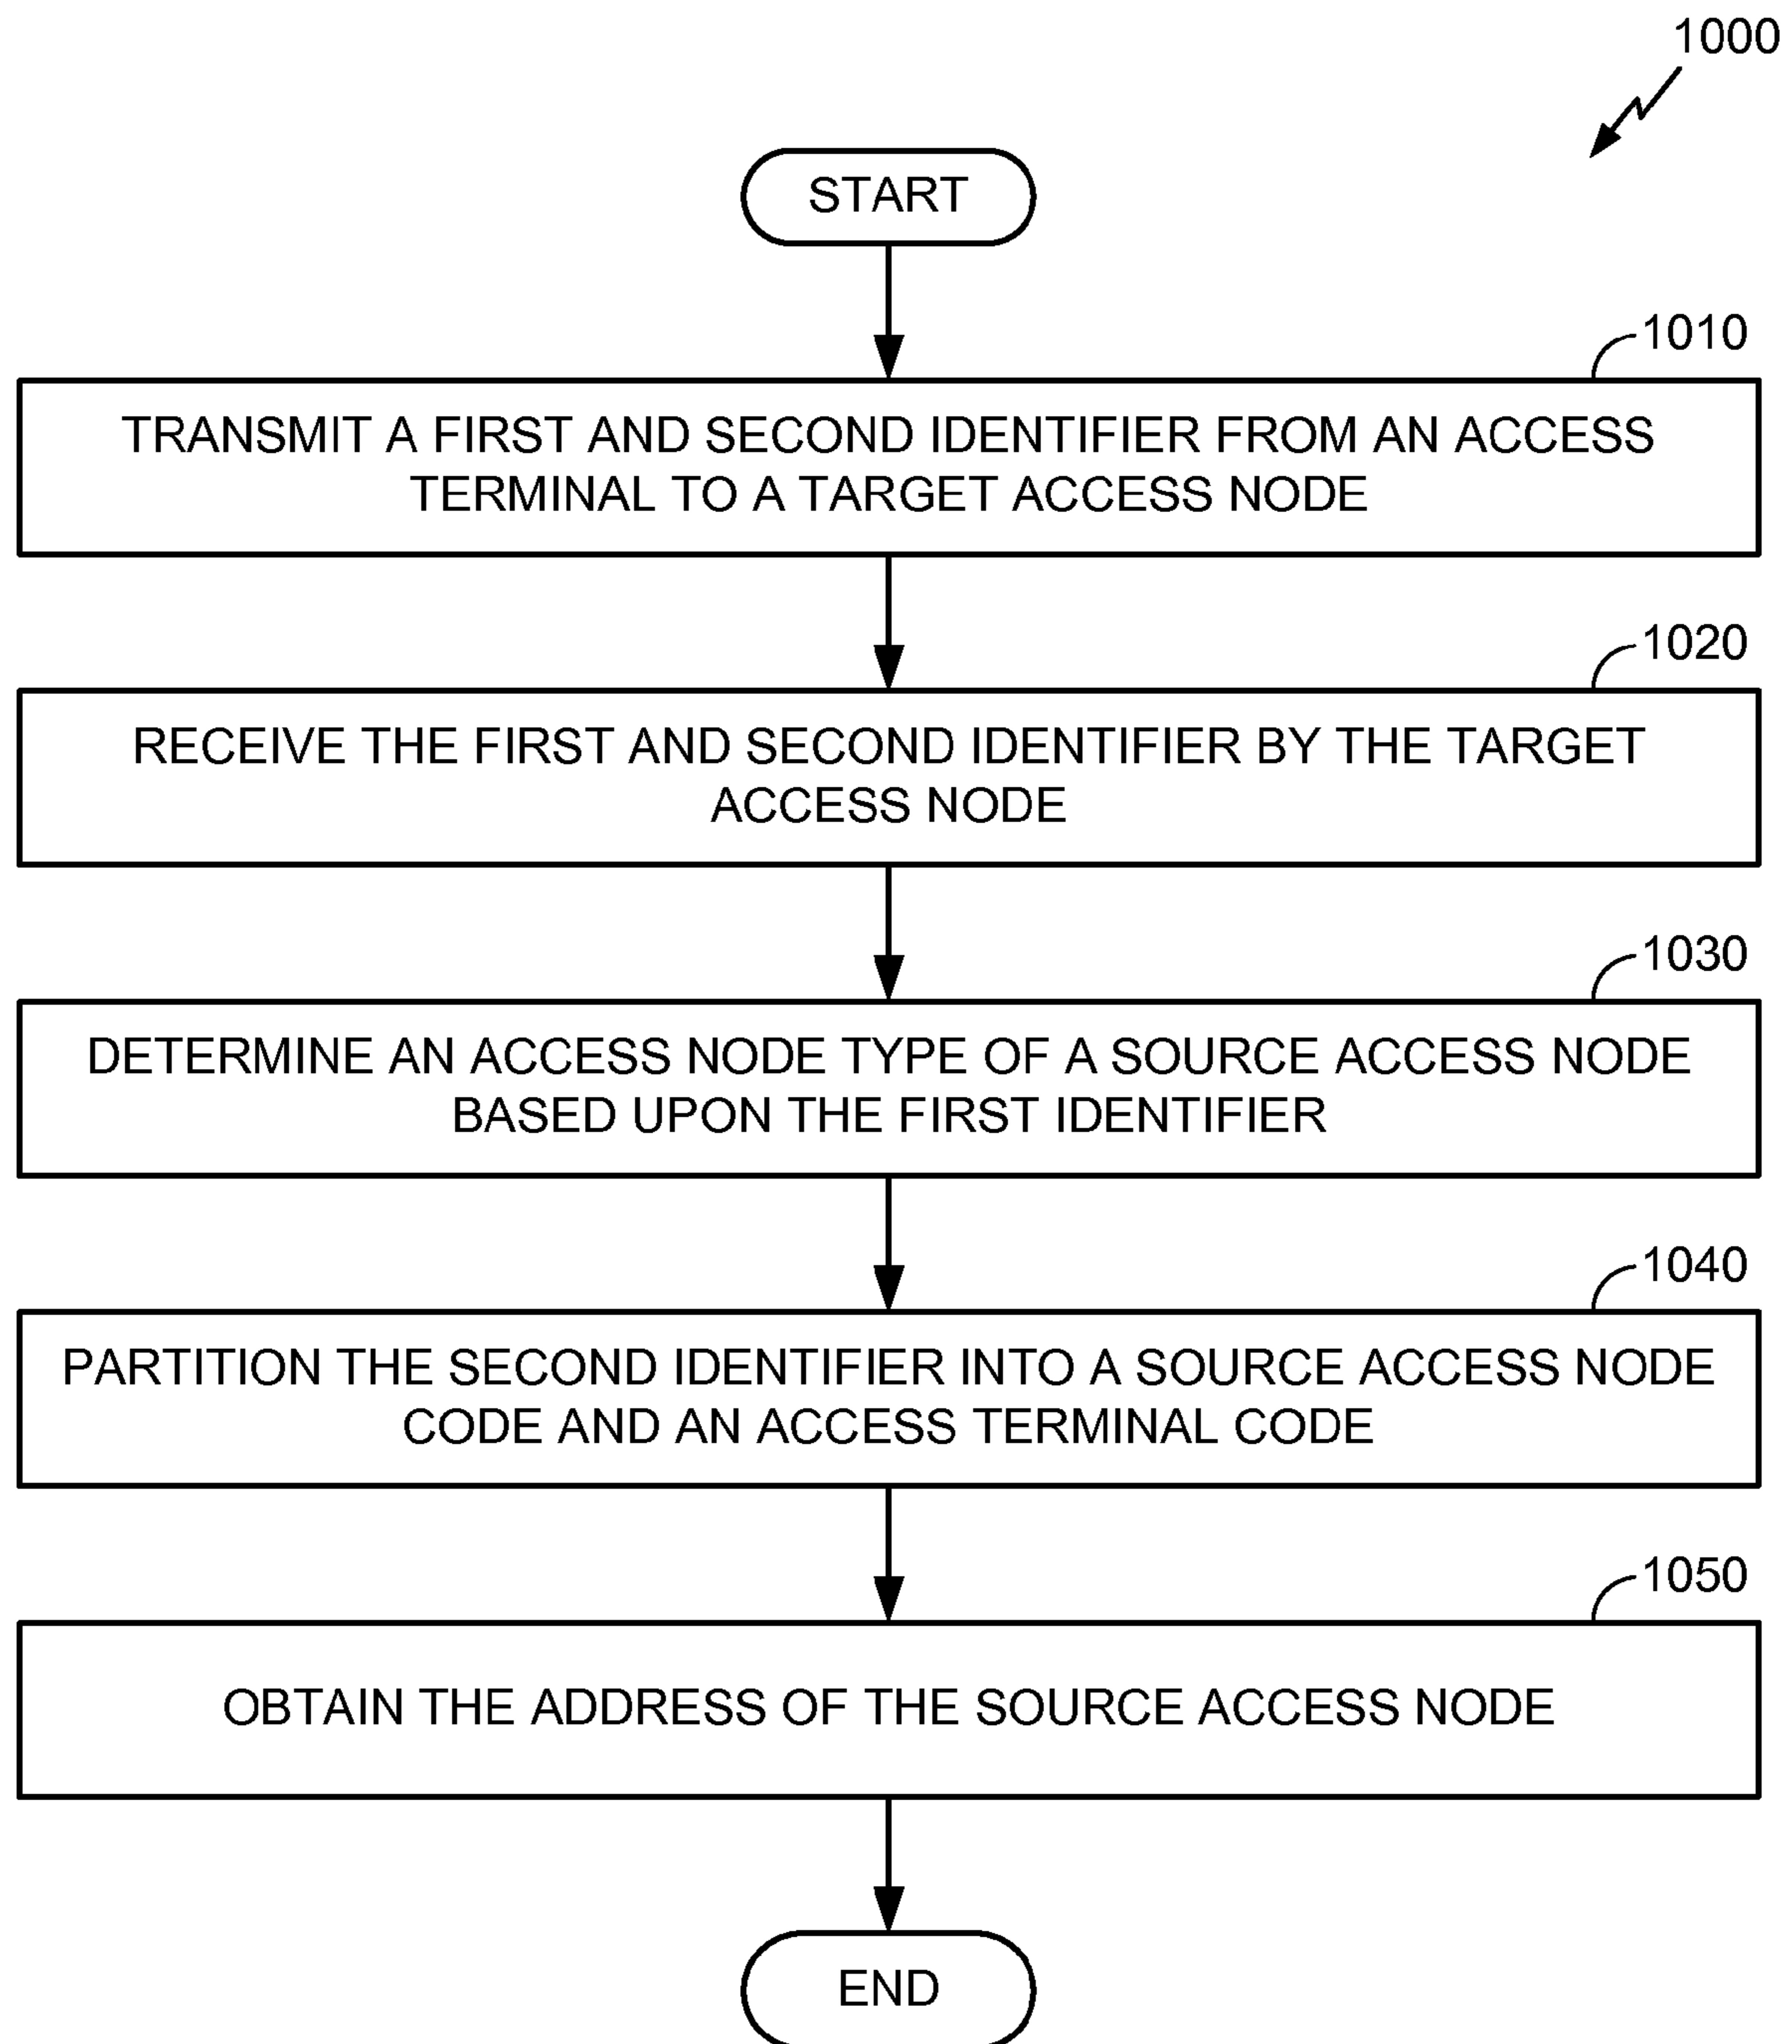 1000
START
1010
TRANSMIT A FIRST AND SECOND IDENTIFIER FROM AN ACCESS
TERMINAL TO A TARGET ACCESS NODE
1020
RECEIVE THE FIRST AND SECOND IDENTIFIER BY THE TARGET
ACCESS NODE
1030
DETERMINE AN ACCESS NODE TYPE OF A SOURCE ACCESS NODE
BASED UPON THE FIRST IDENTIFIER
1040
PARTITION THE SECOND IDENTIFIER INTO A SOURCE ACCESS NODE
CODE AND AN ACCESS TERMINAL CODE
1050
OBTAIN THE ADDRESS OF THE SOURCE ACCESS NODE
END